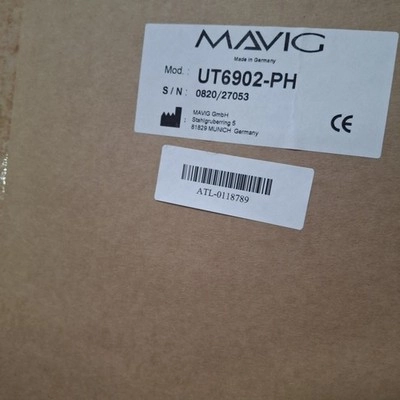 MAVIG
Made in Germany
Mod. : UT6902-PH
S / N : 0820/27053
MAVIG GmbH
Stahlgruberring 5
81829 MUNICH Germany
CE
ATL-0118789